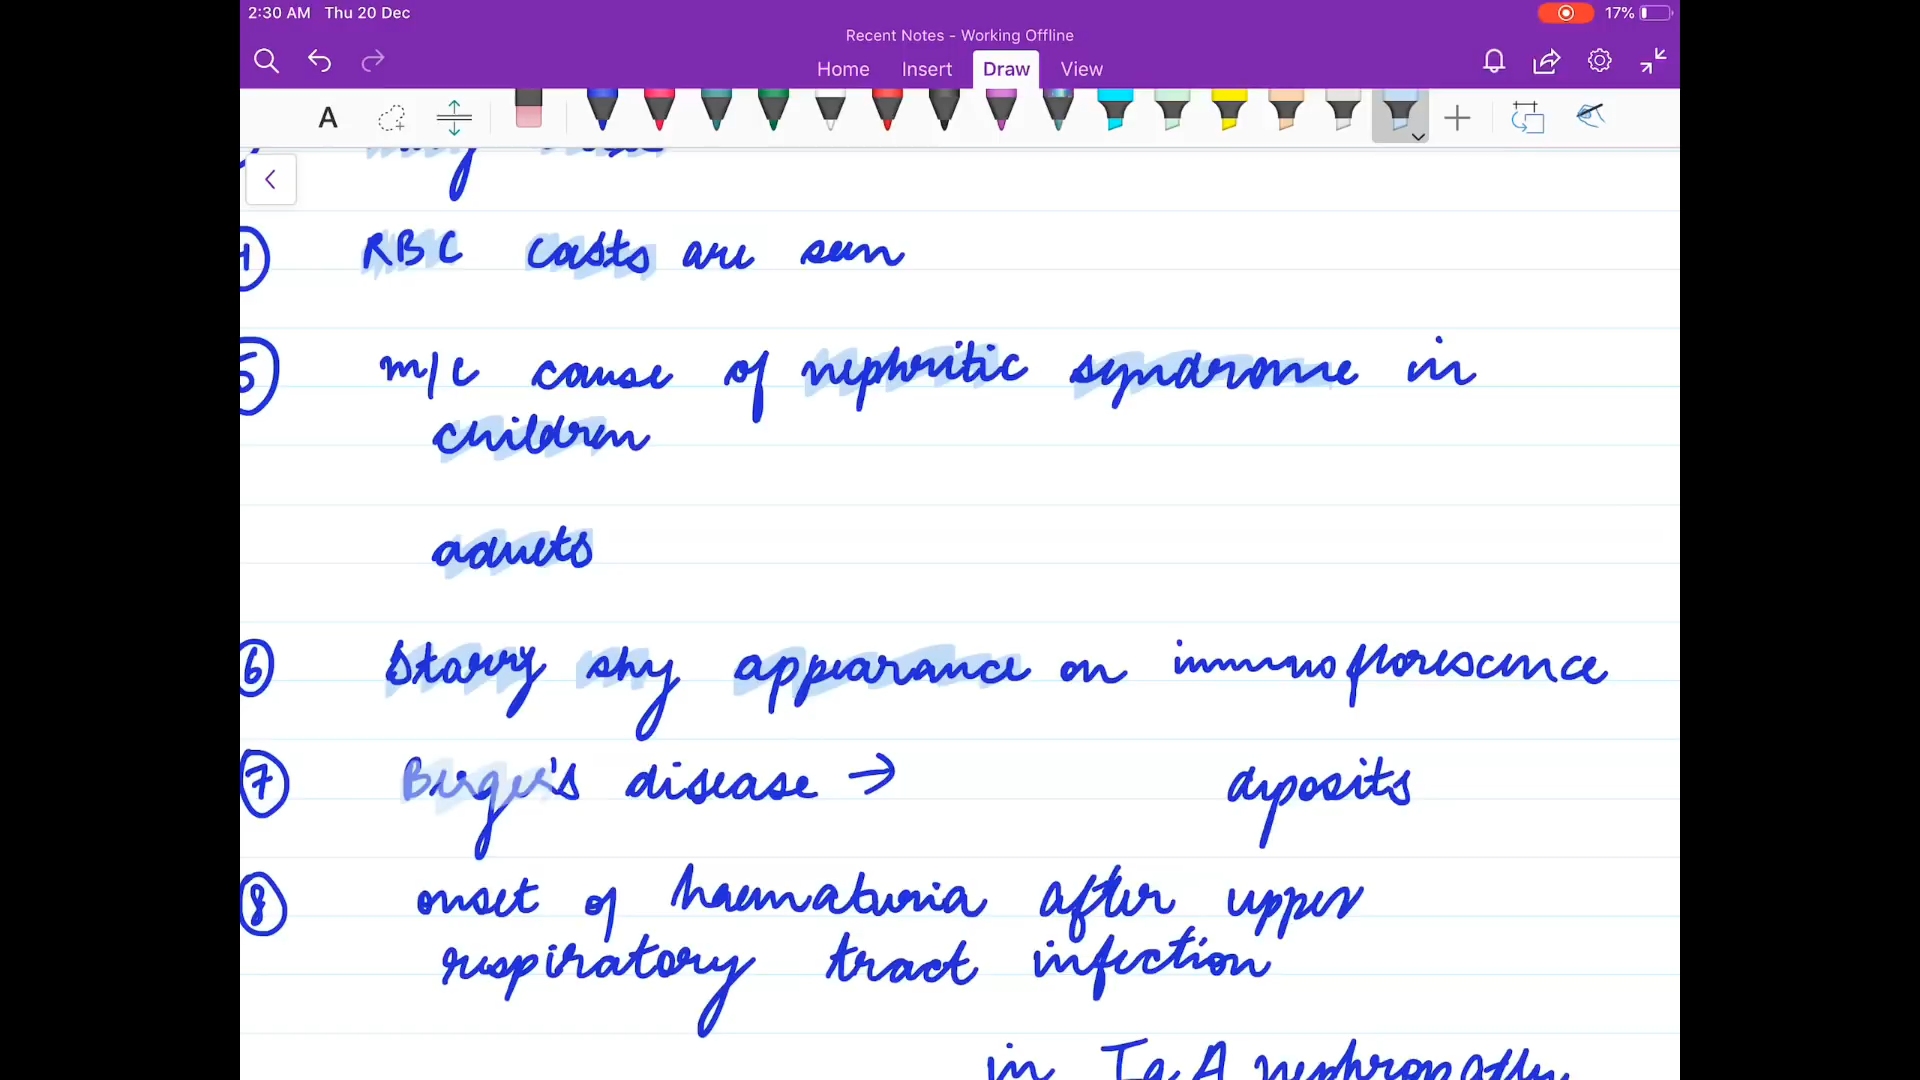 2:30 AM Thu 20 Dec
17%
Recent Notes - Working Offline
Home Insert Draw View
A
4 RBC casts are seen
5 m/c cause of nephritic syndrome in
children
adults
6 Starry sky appearance on immunoflorescence
7 Berger's disease → deposits
8 onset of haematuria after upper
respiratory tract infection
in IgA nephropathy